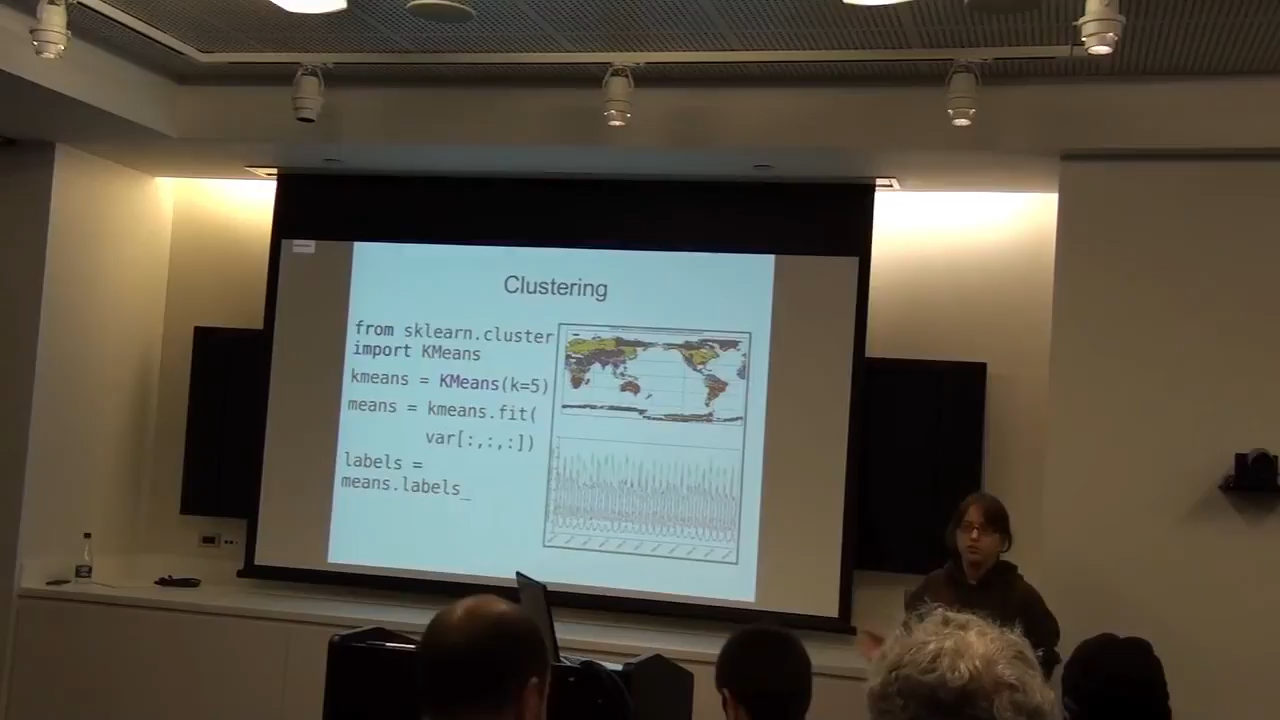 Clustering
from sklearn.cluster
import KMeans
kmeans = KMeans(k=5)
means = kmeans.fit(
var[:,:,:])
labels =
means.labels_